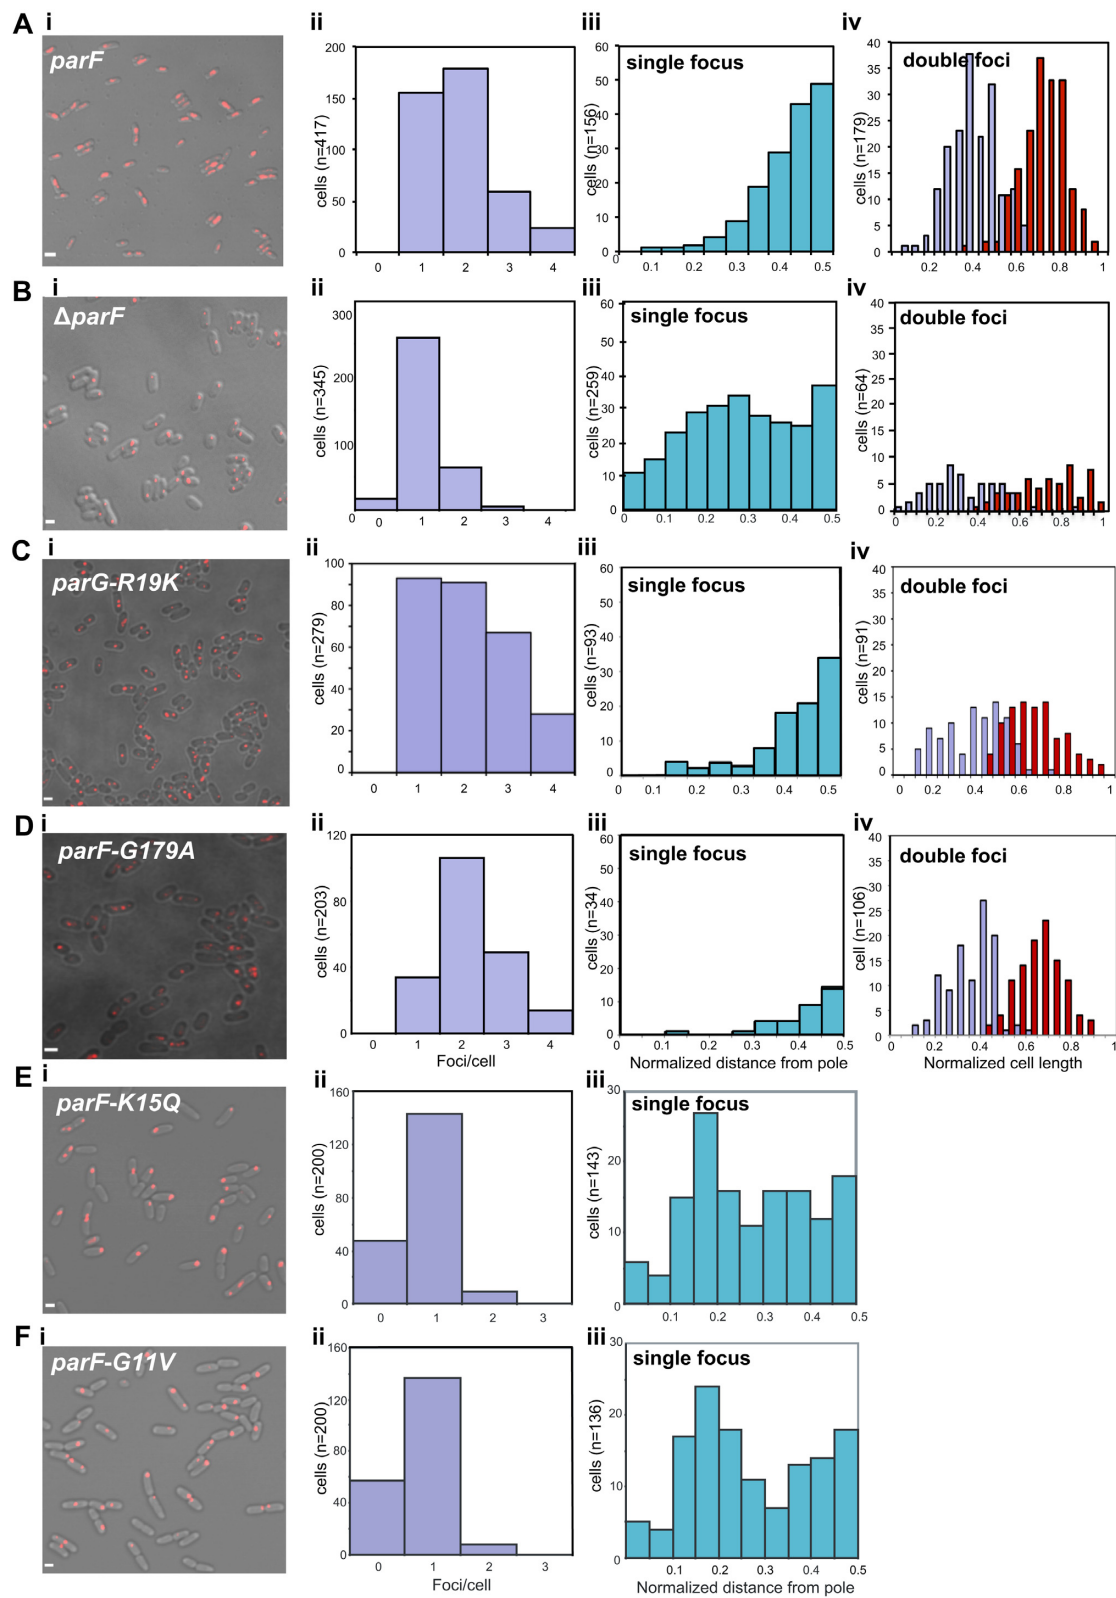 A i ii iii iv
parF
cells (n=417)
200
150
100
50
0
0 1 2 3 4
single focus
cells (n=156)
60
50
40
30
20
10
0
0.1 0.2 0.3 0.4 0.5
double foci
cells (n=179)
40
35
30
25
20
15
10
5
0
0.2 0.4 0.6 0.8 1
B i ii iii iv
ΔparF
cells (n=345)
300
200
100
0
0 1 2 3 4
single focus
cells (n=259)
60
50
40
30
20
10
0
0 0.1 0.2 0.3 0.4 0.5
double foci
cells (n=64)
40
35
30
25
20
15
10
5
0
0 0.2 0.4 0.6 0.8 1
C i ii iii iv
parG-R19K
cells (n=279)
100
80
60
40
20
0
0 1 2 3 4
single focus
cells (n=93)
60
50
40
30
20
10
0
0 0.1 0.2 0.3 0.4 0.5
double foci
cells (n=91)
40
35
30
25
20
15
10
5
0
0 0.2 0.4 0.6 0.8 1
D i ii iii iv
parF-G179A
cells (n=203)
120
80
40
0
0 1 2 3 4
Foci/cell
single focus
cells (n=34)
60
50
40
30
20
10
0
0 0.1 0.2 0.3 0.4 0.5
Normalized distance from pole
double foci
cell (n=106)
40
35
30
25
20
15
10
5
0
0 0.2 0.4 0.6 0.8 1
Normalized cell length
E i ii iii
parF-K15Q
cells (n=200)
160
120
80
40
0
0 1 2 3
single focus
cells (n=143)
30
20
10
0
0.1 0.2 0.3 0.4 0.5
F i ii iii
parF-G11V
cells (n=200)
160
120
80
40
0
0 1 2 3
Foci/cell
single focus
cells (n=136)
30
20
10
0
0.1 0.2 0.3 0.4 0.5
Normalized distance from pole